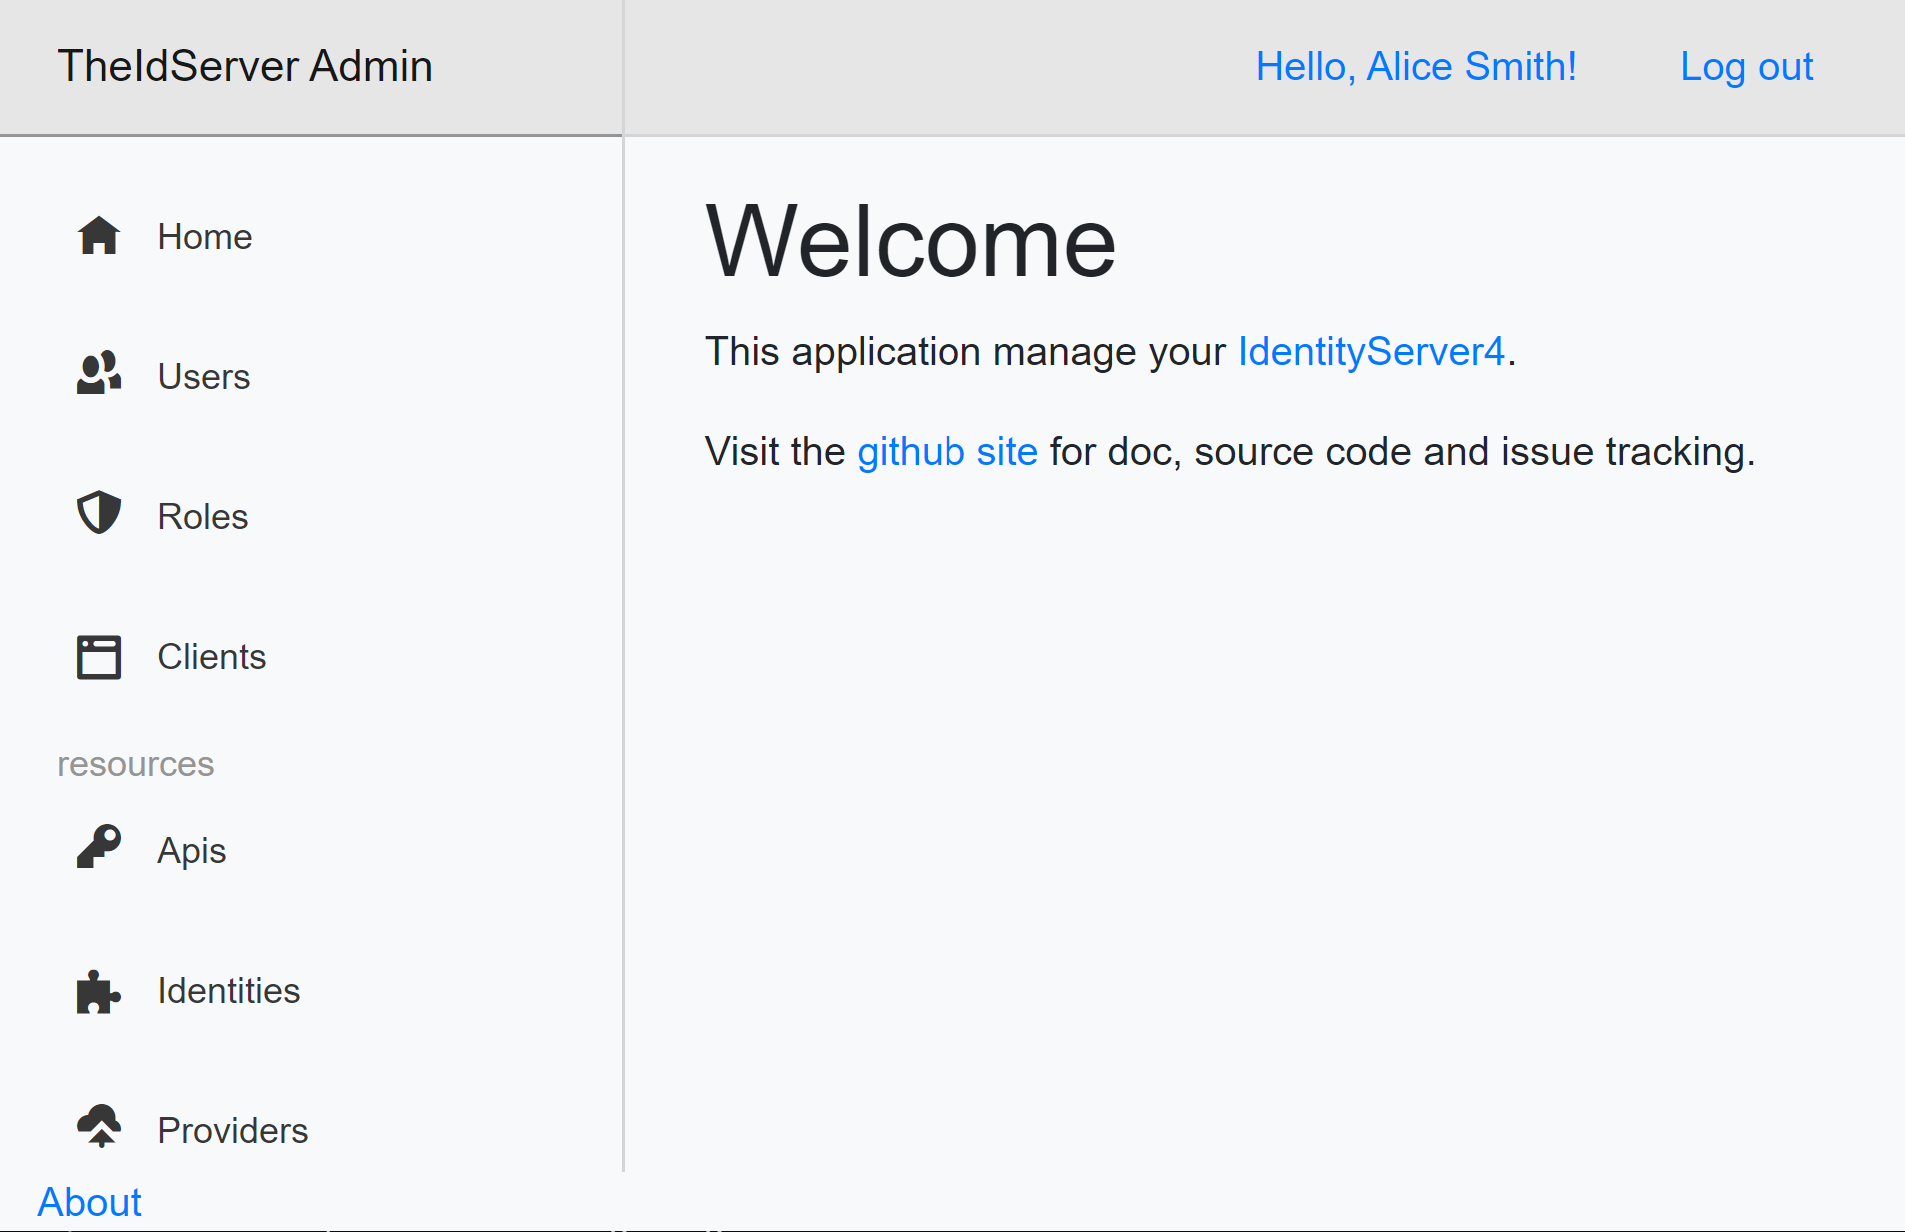 TheIdServer Admin
Hello, Alice Smith!
Log out
Home
Users
Roles
Clients
resources
Apis
Identities
Providers
About
Welcome
This application manage your IdentityServer4.
Visit the github site for doc, source code and issue tracking.